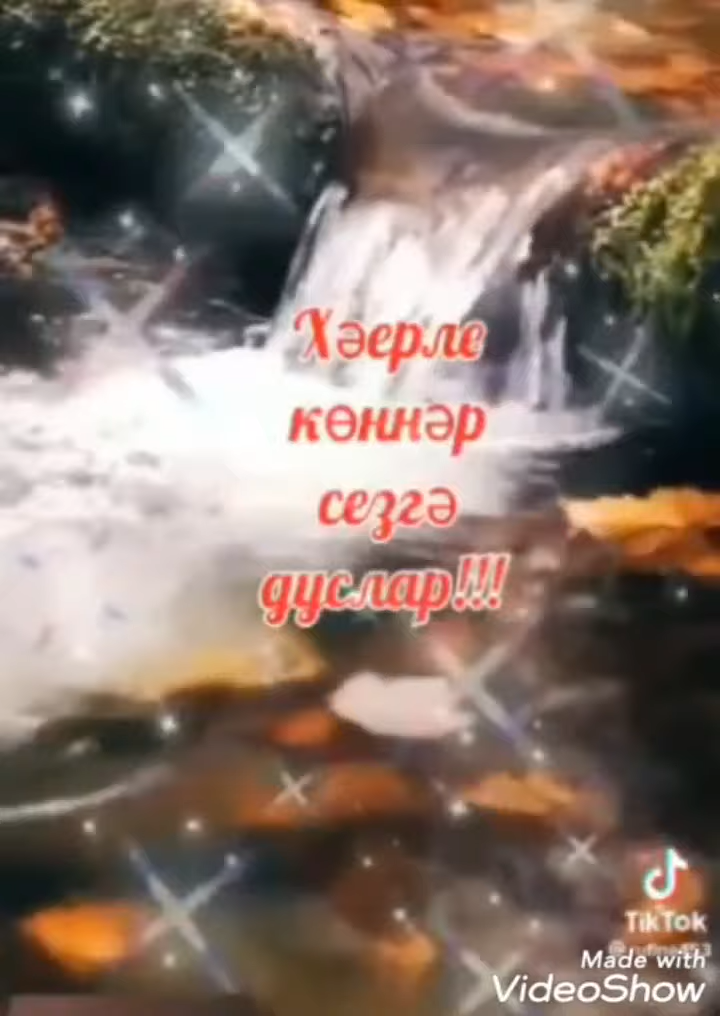 Хәерле
көннәр
сезгә
дуслар!!!
TikTok
Made with
VideoShow